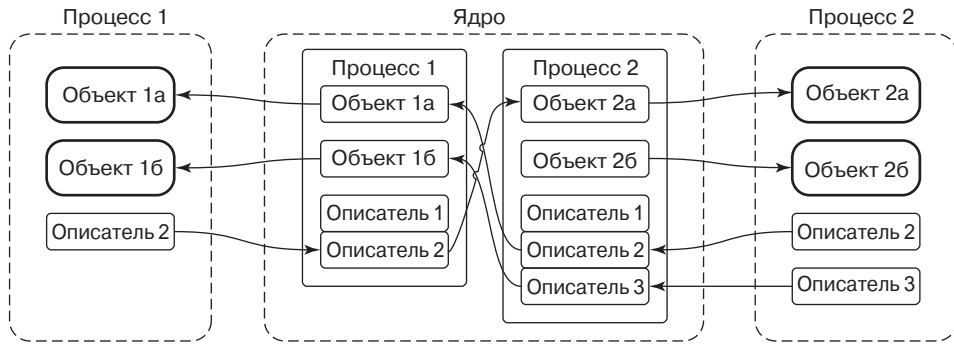 Процесс 1
Ядро
Процесс 2
Процесс 1
Процесс 2
Объект 1а
Объект 1а
Объект 2а
Объект 2а
Объект 1б
Объект 1б
Объект 2б
Объект 2б
Описатель 1
Описатель 1
Описатель 2
Описатель 2
Описатель 2
Описатель 2
Описатель 3
Описатель 3